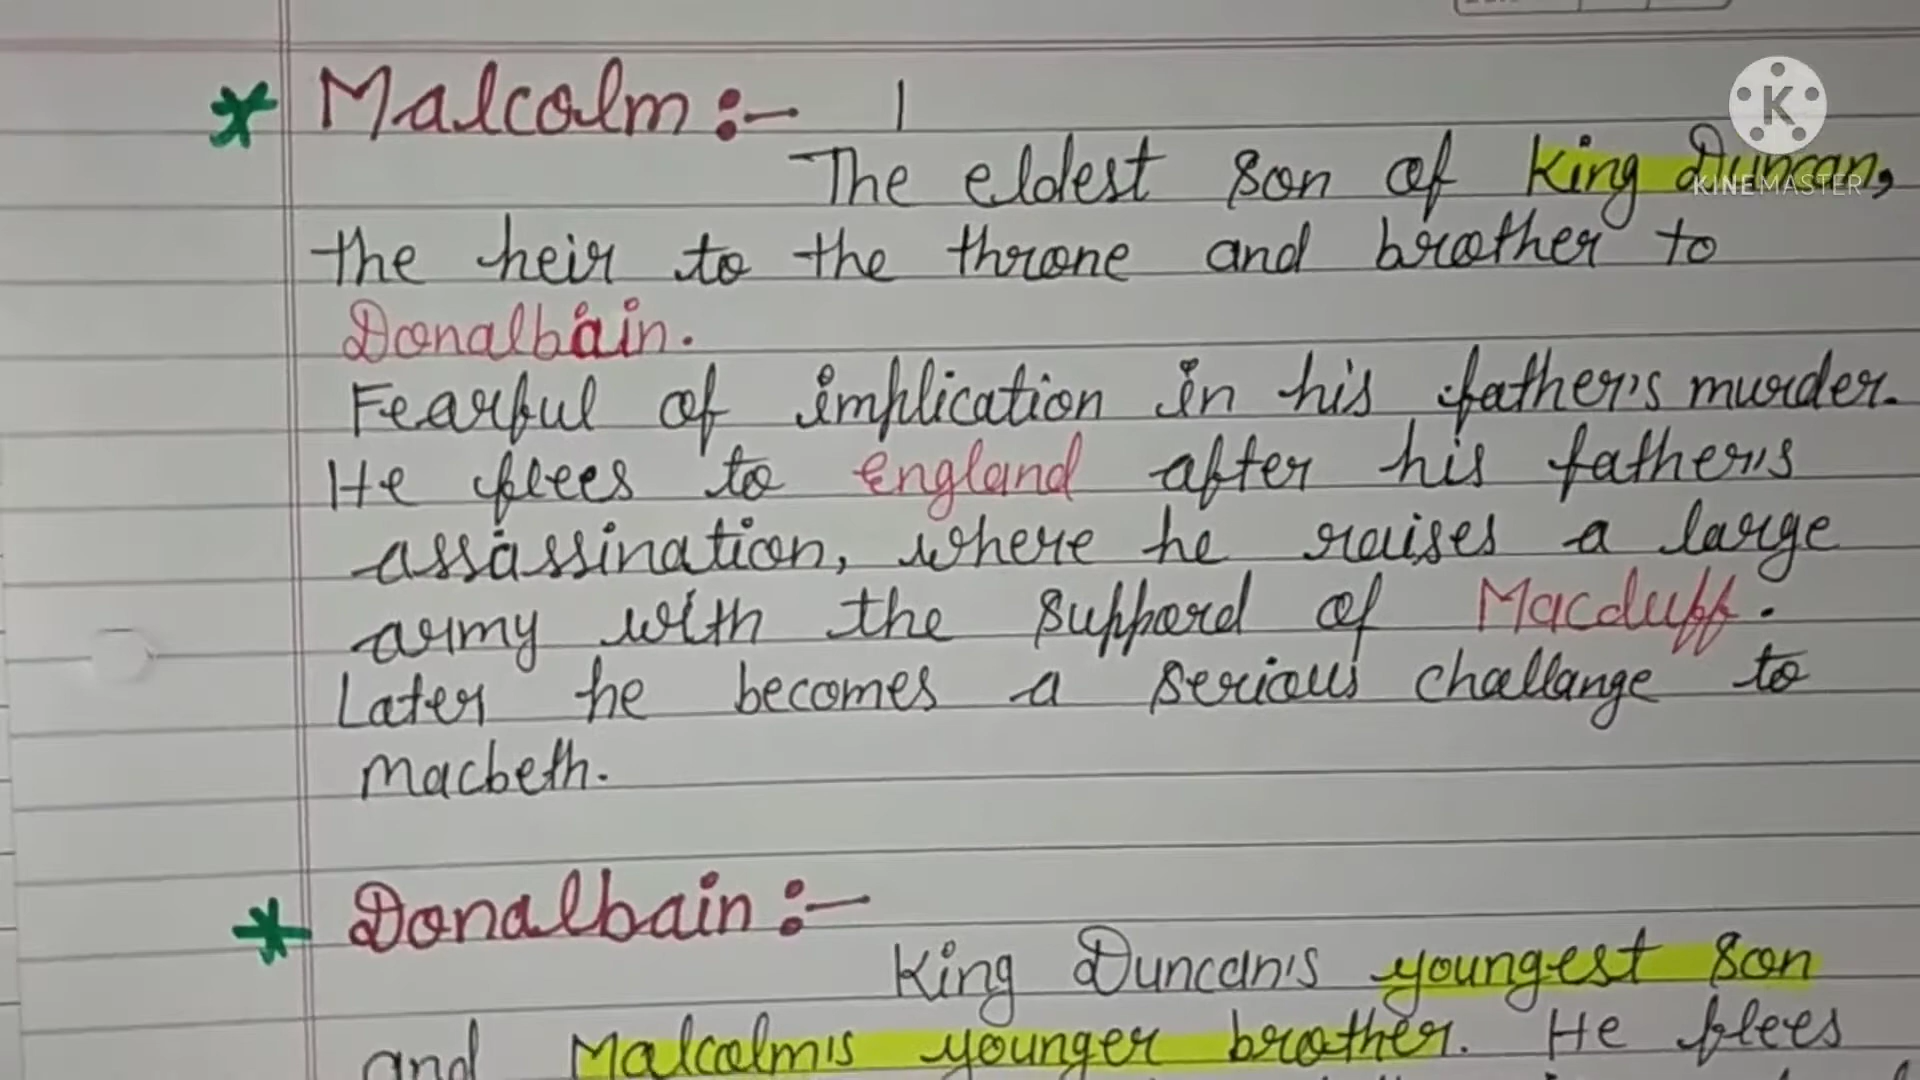 * Malcolm :-
The eldest son of King Duncan,
the heir to the throne and brother to
Donalbain.
Fearful of implication in his father's murder.
He flees to England after his father's
assassination, where he raises a large
army with the suppord of Macduff.
Later he becomes a serious challange to
macbeth.
* Donalbain :-
King Duncan's youngest son
and Malcolm's younger brother. He flees
K
KINEMASTER